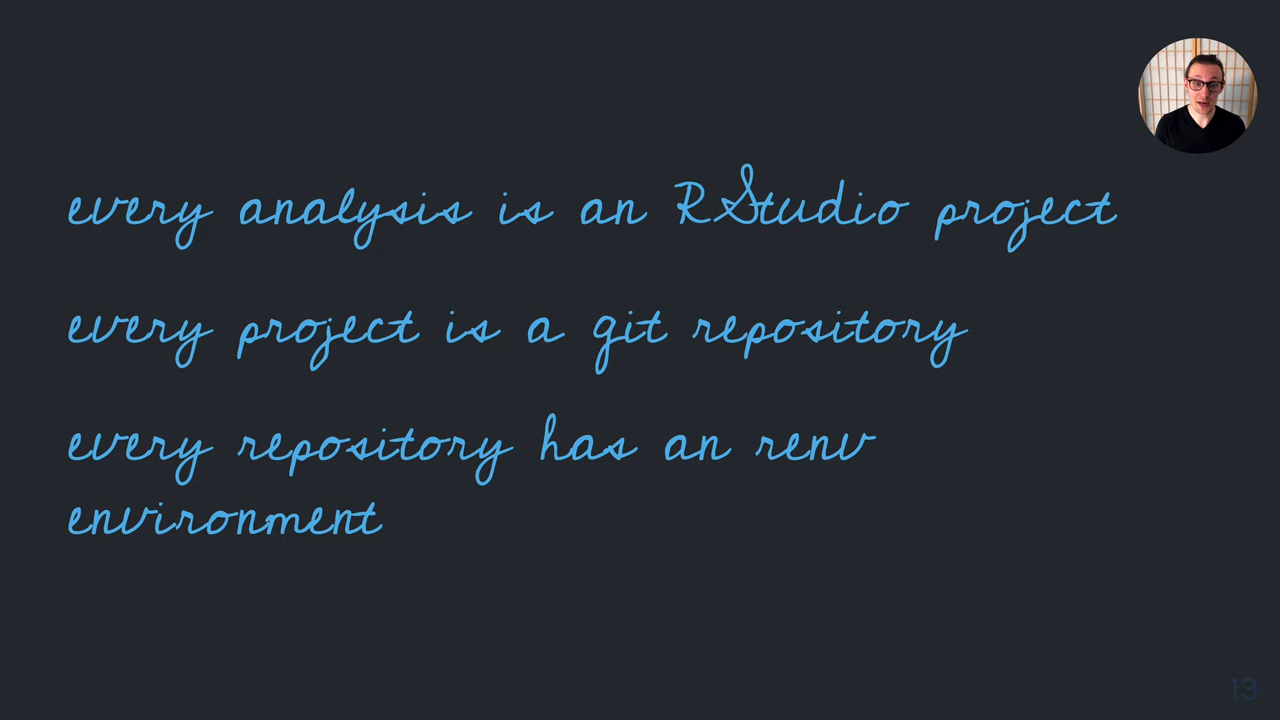 every analysis is an RStudio project
every project is a git repository
every repository has an renv
environment
13